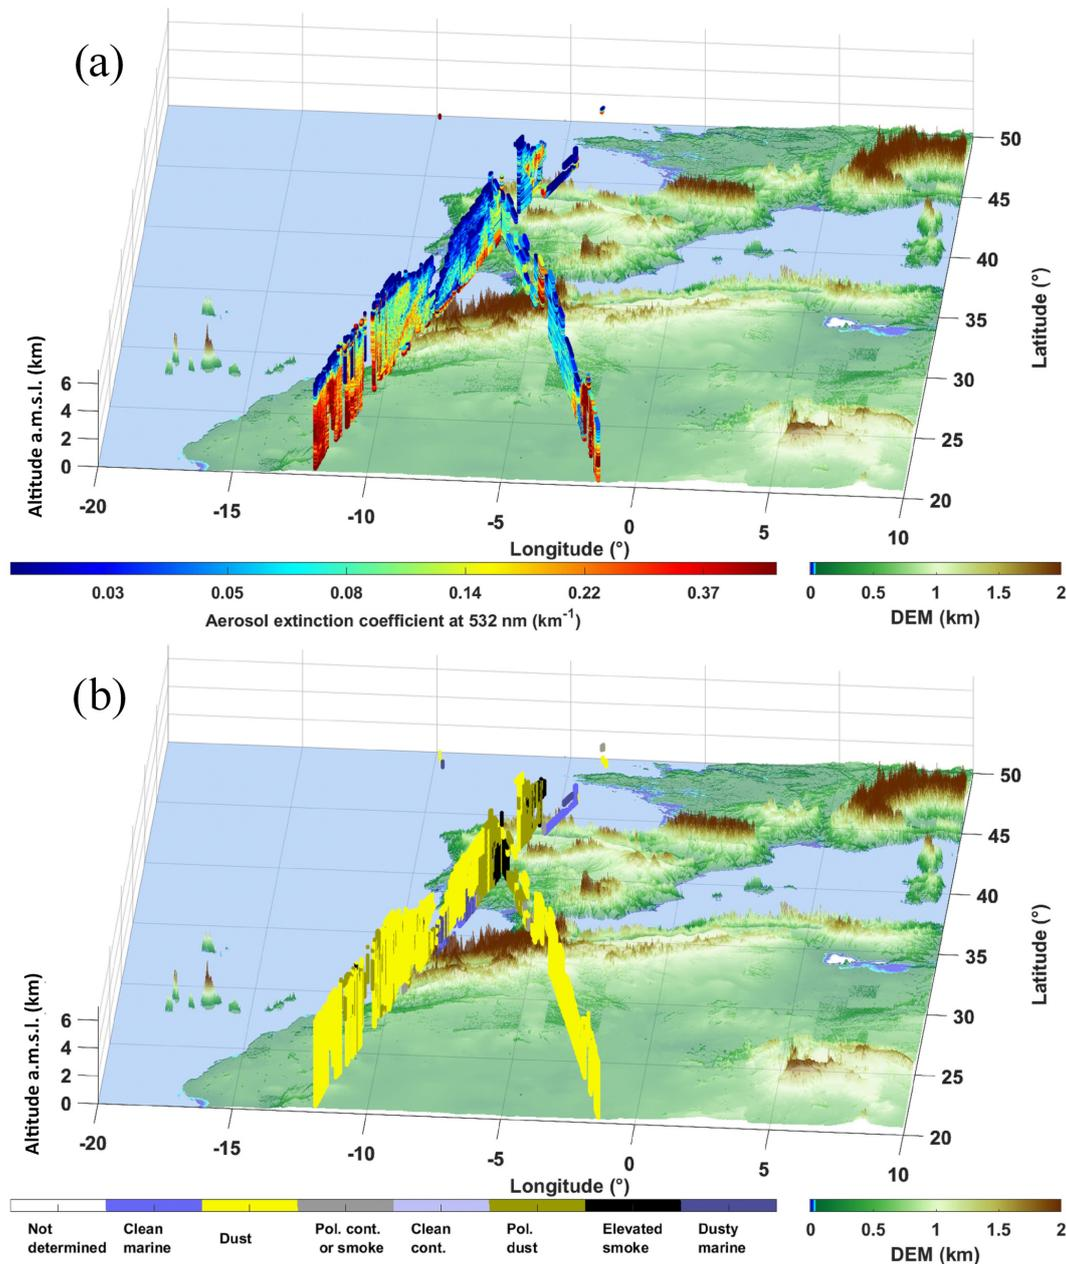 (a)
50
45
40
35
30
25
20
Latitude (°)
Altitude a.m.s.l. (km)
6
4
2
0
-20
-15
-10
-5
0
5
10
Longitude (°)
0.03 0.05 0.08 0.14 0.22 0.37
Aerosol extinction coefficient at 532 nm (km-1)
0 0.5 1 1.5 2
DEM (km)
(b)
50
45
40
35
30
25
20
Latitude (°)
Altitude a.m.s.l. (km)
6
4
2
0
-20
-15
-10
-5
0
5
10
Longitude (°)
Not
determined
Clean
marine
Dust
Pol. cont.
or smoke
Clean
cont.
Pol.
dust
Elevated
smoke
Dusty
marine
0 0.5 1 1.5 2
DEM (km)